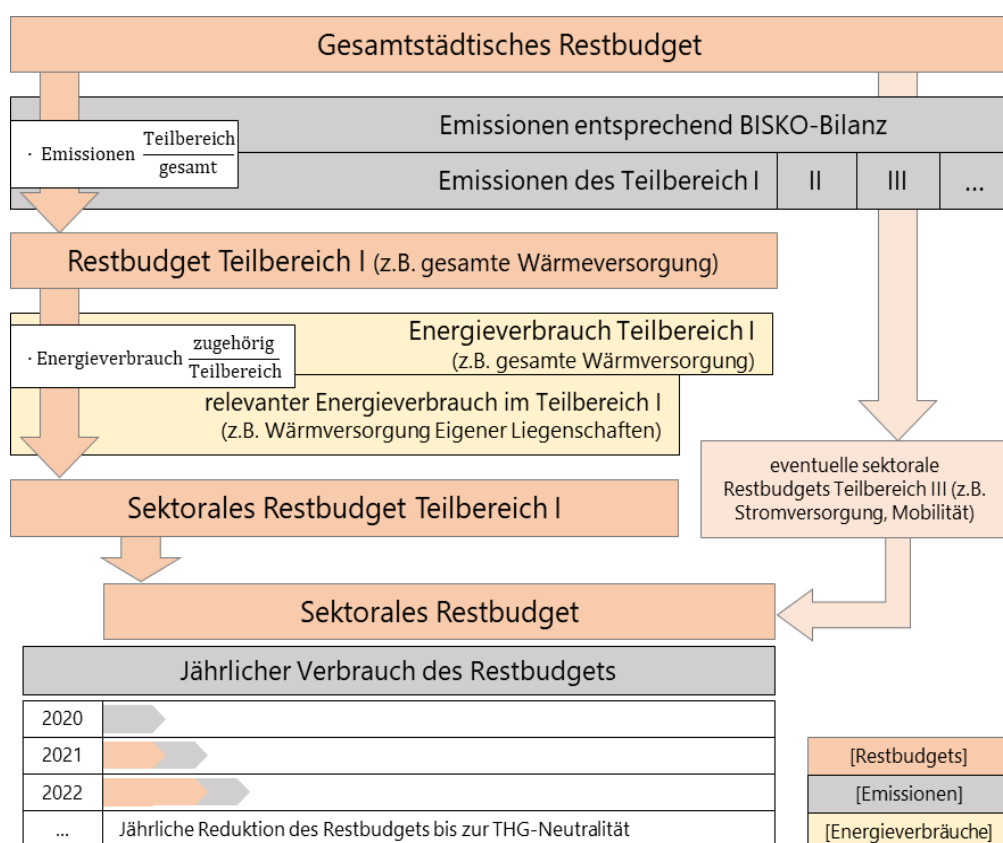 Gesamtstädtisches Restbudget
Emissionen entsprechend BISKO-Bilanz
· Emissionen Teilbereich
gesamt
Emissionen des Teilbereich I II III ...
Restbudget Teilbereich I (z.B. gesamte Wärmeversorgung)
Energieverbrauch Teilbereich I
(z.B. gesamte Wärmversorgung)
· Energieverbrauch zugehörig
Teilbereich
relevanter Energieverbrauch im Teilbereich I
(z.B. Wärmversorgung Eigener Liegenschaften)
eventuelle sektorale
Restbudgets Teilbereich III (z.B.
Stromversorgung, Mobilität)
Sektorales Restbudget Teilbereich I
Sektorales Restbudget
Jährlicher Verbrauch des Restbudgets
2020
2021
2022
... Jährliche Reduktion des Restbudgets bis zur THG-Neutralität
[Restbudgets]
[Emissionen]
[Energieverbräuche]